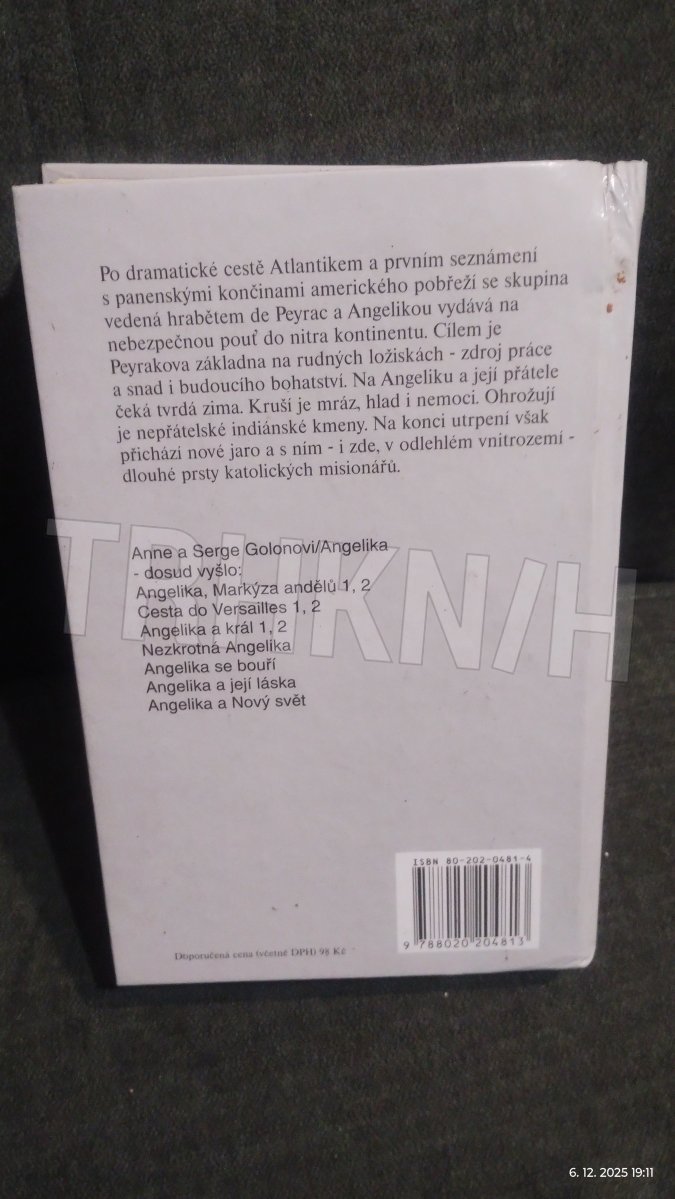 Po dramatické cestě Atlantikem a prvním seznámení
s panenskými končinami amerického pobřeží se skupina
vedená hrabětem de Peyrac a Angelikou vydává na
nebezpečnou pouť do nitra kontinentu. Cílem je
Peyrakova základna na rudných ložiskách - zdroj práce
a snad i budoucího bohatství. Na Angeliku a její přátele
čeká tvrdá zima. Kruší je mráz, hlad i nemoci. Ohrožují
je nepřátelské indiánské kmeny. Na konci utrpení však
přichází nové jaro a s ním - i zde, v odlehlém vnitrozemí -
dlouhé prsty katolických misionářů.
Anne a Serge Golonovi/Angelika
- dosud vyšlo:
Angelika, Markýza andělů 1, 2
Cesta do Versailles 1, 2
Angelika a král 1, 2
Nezkrotná Angelika
Angelika se bouří
Angelika a její láska
Angelika a Nový svět
ISBN 80-202-0481-4
9 788020 204813
Doporučená cena (včetně DPH) 98 Kč
6. 12. 2025 19:11